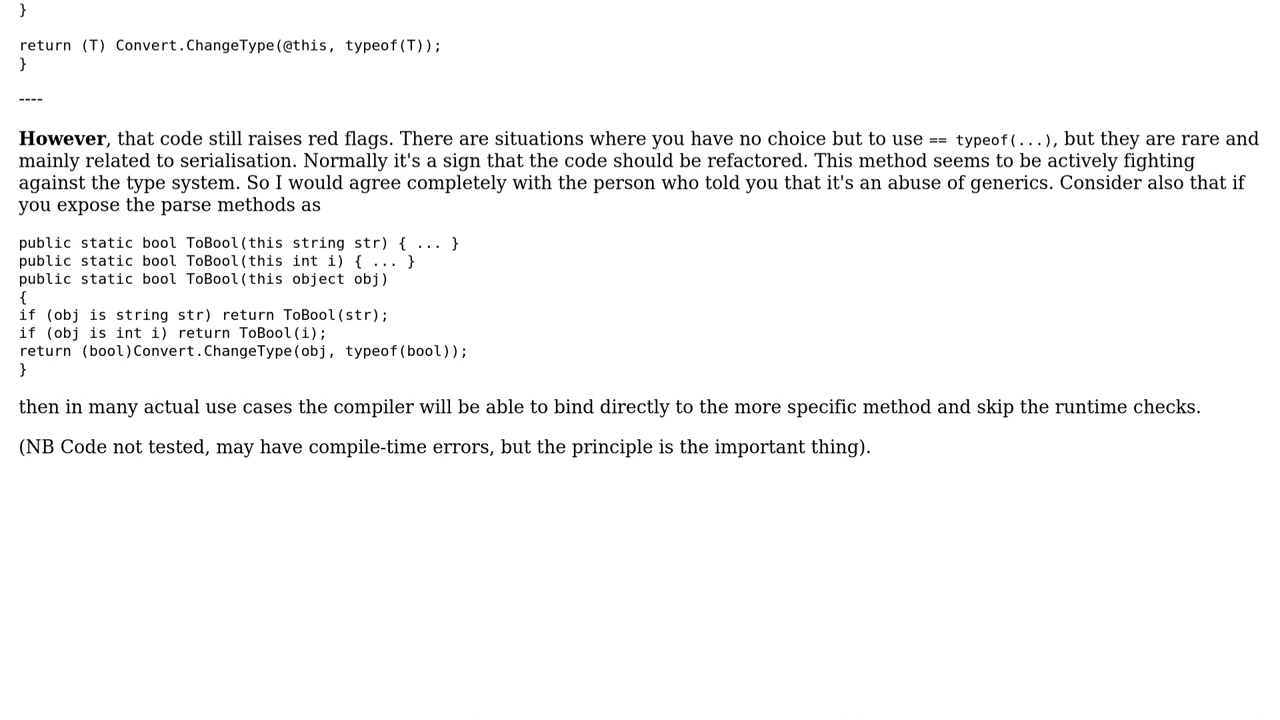 }
return (T) Convert.ChangeType(@this, typeof(T));
}
----
However, that code still raises red flags. There are situations where you have no choice but to use == typeof(...), but they are rare and
mainly related to serialisation. Normally it's a sign that the code should be refactored. This method seems to be actively fighting
against the type system. So I would agree completely with the person who told you that it's an abuse of generics. Consider also that if
you expose the parse methods as
public static bool ToBool(this string str) { ... }
public static bool ToBool(this int i) { ... }
public static bool ToBool(this object obj)
{
if (obj is string str) return ToBool(str);
if (obj is int i) return ToBool(i);
return (bool)Convert.ChangeType(obj, typeof(bool));
}
then in many actual use cases the compiler will be able to bind directly to the more specific method and skip the runtime checks.
(NB Code not tested, may have compile-time errors, but the principle is the important thing).